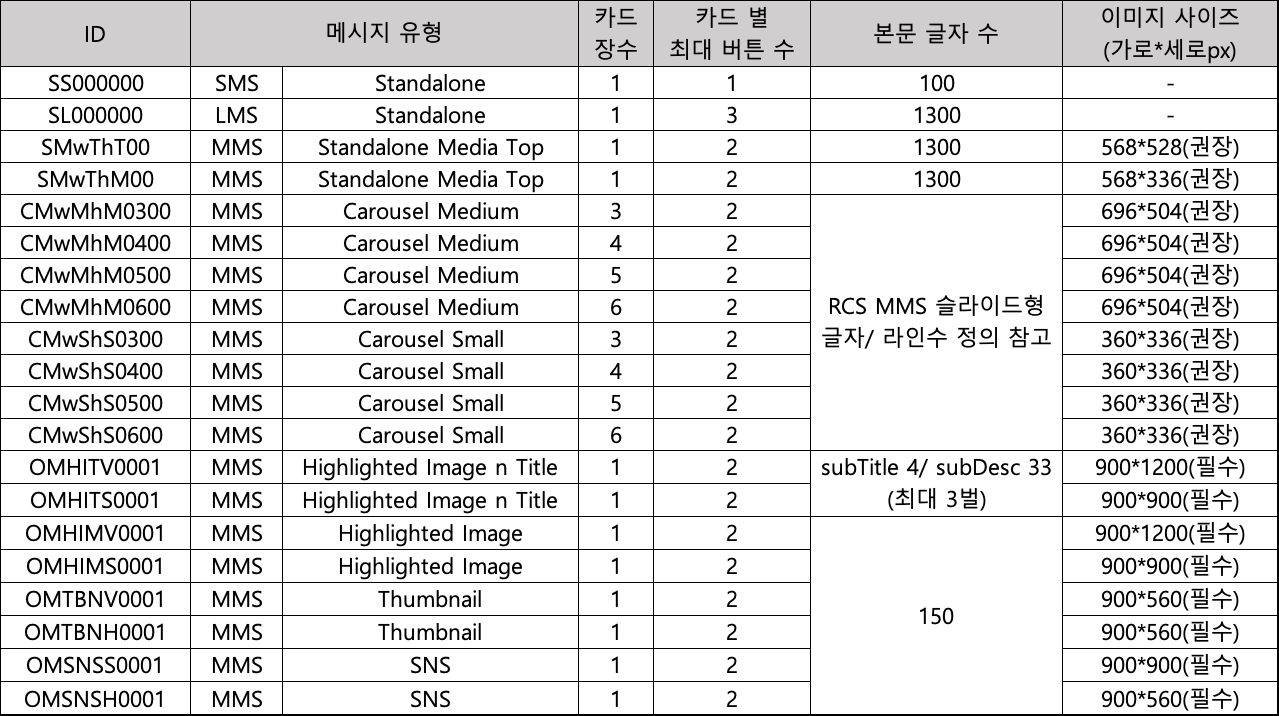 ID 메시지 유형 카드 장수 카드 별 최대 버튼 수 본문 글자 수 이미지 사이즈 (가로*세로px)
SS000000 SMS Standalone 1 1 100 -
SL000000 LMS Standalone 1 3 1300 -
SMwThT00 MMS Standalone Media Top 1 2 1300 568*528(권장)
SMwThM00 MMS Standalone Media Top 1 2 1300 568*336(권장)
CMwMhM0300 MMS Carousel Medium 3 2 696*504(권장)
CMwMhM0400 MMS Carousel Medium 4 2 696*504(권장)
CMwMhM0500 MMS Carousel Medium 5 2 696*504(권장)
CMwMhM0600 MMS Carousel Medium 6 2 RCS MMS 슬라이드형 696*504(권장)
CMwShS0300 MMS Carousel Small 3 2 글자/ 라인수 정의 참고 360*336(권장)
CMwShS0400 MMS Carousel Small 4 2 360*336(권장)
CMwShS0500 MMS Carousel Small 5 2 360*336(권장)
CMwShS0600 MMS Carousel Small 6 2 360*336(권장)
OMHITV0001 MMS Highlighted Image n Title 1 2 subTitle 4/ subDesc 33 900*1200(필수)
OMHITS0001 MMS Highlighted Image n Title 1 2 (최대 3벌) 900*900(필수)
OMHIMV0001 MMS Highlighted Image 1 2 900*1200(필수)
OMHIMS0001 MMS Highlighted Image 1 2 900*900(필수)
OMTBNV0001 MMS Thumbnail 1 2 900*560(필수)
OMTBNH0001 MMS Thumbnail 1 2 150 900*560(필수)
OMSNSS0001 MMS SNS 1 2 900*900(필수)
OMSNSH0001 MMS SNS 1 2 900*560(필수)